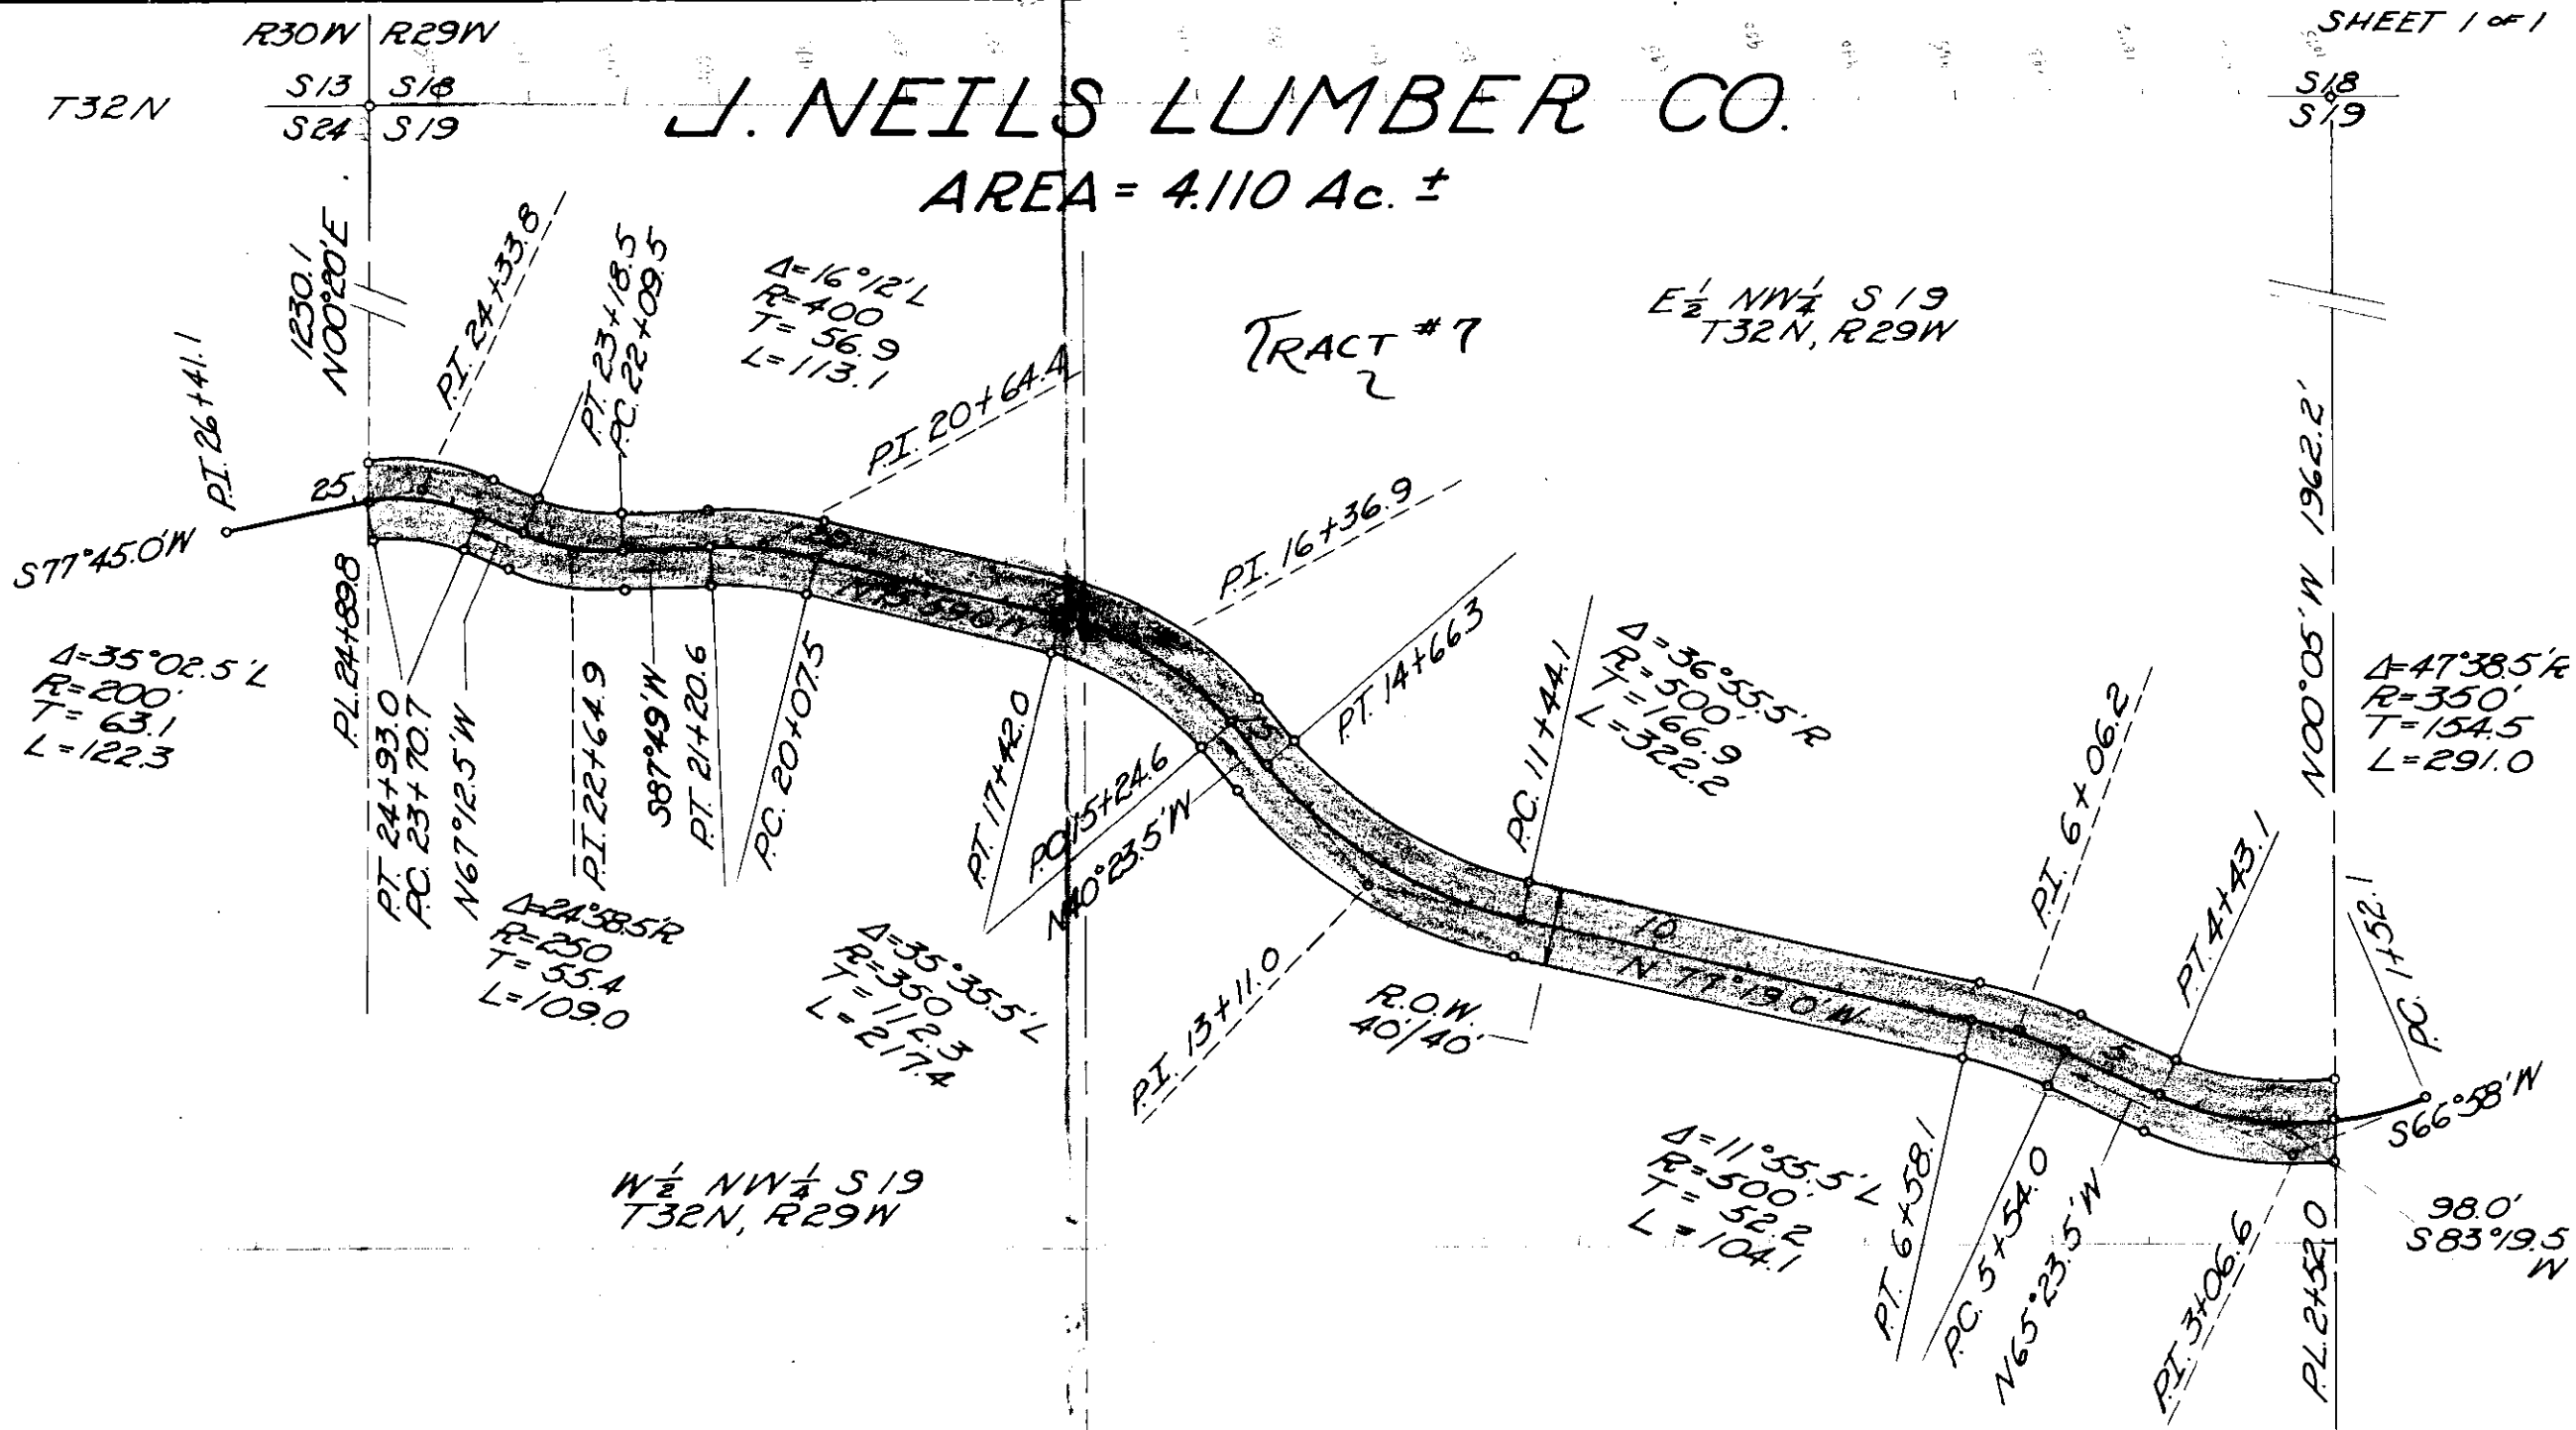 SHEET 1 OF 1
R30W R29W
S13 S18
T32N
S24 S19
S18
S19
J. NEILS LUMBER CO.
AREA = 4.110 Ac. ±
1230.1
N00°20'E
P.I. 24+33.8
P.T. 23+18.5
P.C. 22+09.5
Δ=16°12'L
R=400
T= 56.9
L=113.1
P.I. 20+64.4
TRACT #7
E½ NW¼ S 19
T32N, R29W
P.I. 26+41.1
25
S77°45.0'W
P.I. 16+36.9
N00°05'W 1962.2'
Δ=35°02.5'L
R=200'
T= 63.1
L=122.3
P.L. 24+89.8
P.T. 24+93.0
P.C. 23+70.7
N67°12.5'W
P.I. 22+64.9
S87°49'W
P.T. 21+20.6
P.C. 20+07.5
20
N75°59.0'W
P.T. 17+42.0
P.C. 15+24.6
N40°23.5'W
15
P.T. 14+66.3
P.C. 11+44.1
Δ=36°55.5'R
R=500'
T=166.9
L=322.2
Δ=47°38.5'R
R=350'
T=154.5
L=291.0
Δ=24°58.5'R
R=250
T= 55.4
L=109.0
Δ=35°35.5'L
R=350
T=112.3
L=217.4
P.I. 13+11.0
R.O.W.
40'/40'
10
N 77°19.0'W
P.I. 6+06.2
P.T. 4+43.1
5
P.C. 1+52.1
S66°58'W
W½ NW¼ S 19
T32N, R29W
Δ=11°55.5'L
R=500'
T= 52.2
L=104.1
P.T. 6+58.1
P.C. 5+54.0
N65°23.5'W
P.I. 3+06.6
P.L. 2+52.0
98.0'
S83°19.5
W